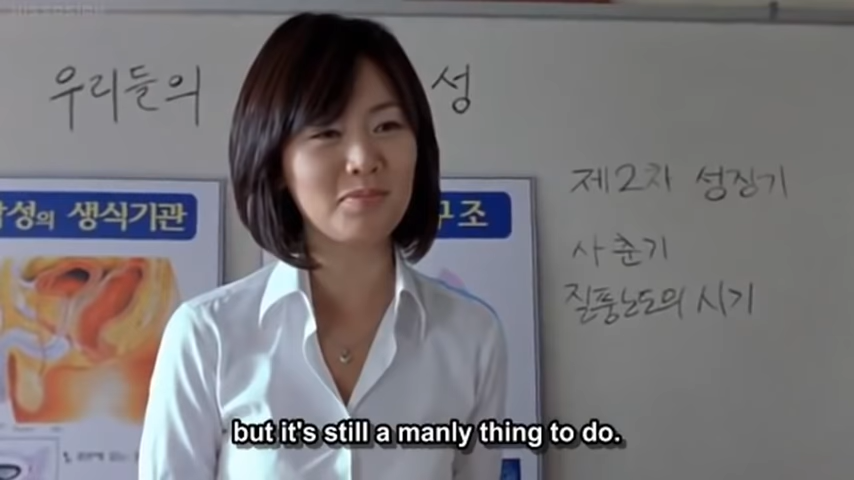 우리들의 성
성의 생식기관
구조
제2차 성장기
사춘기
질풍노도의 시기
but it's still a manly thing to do.